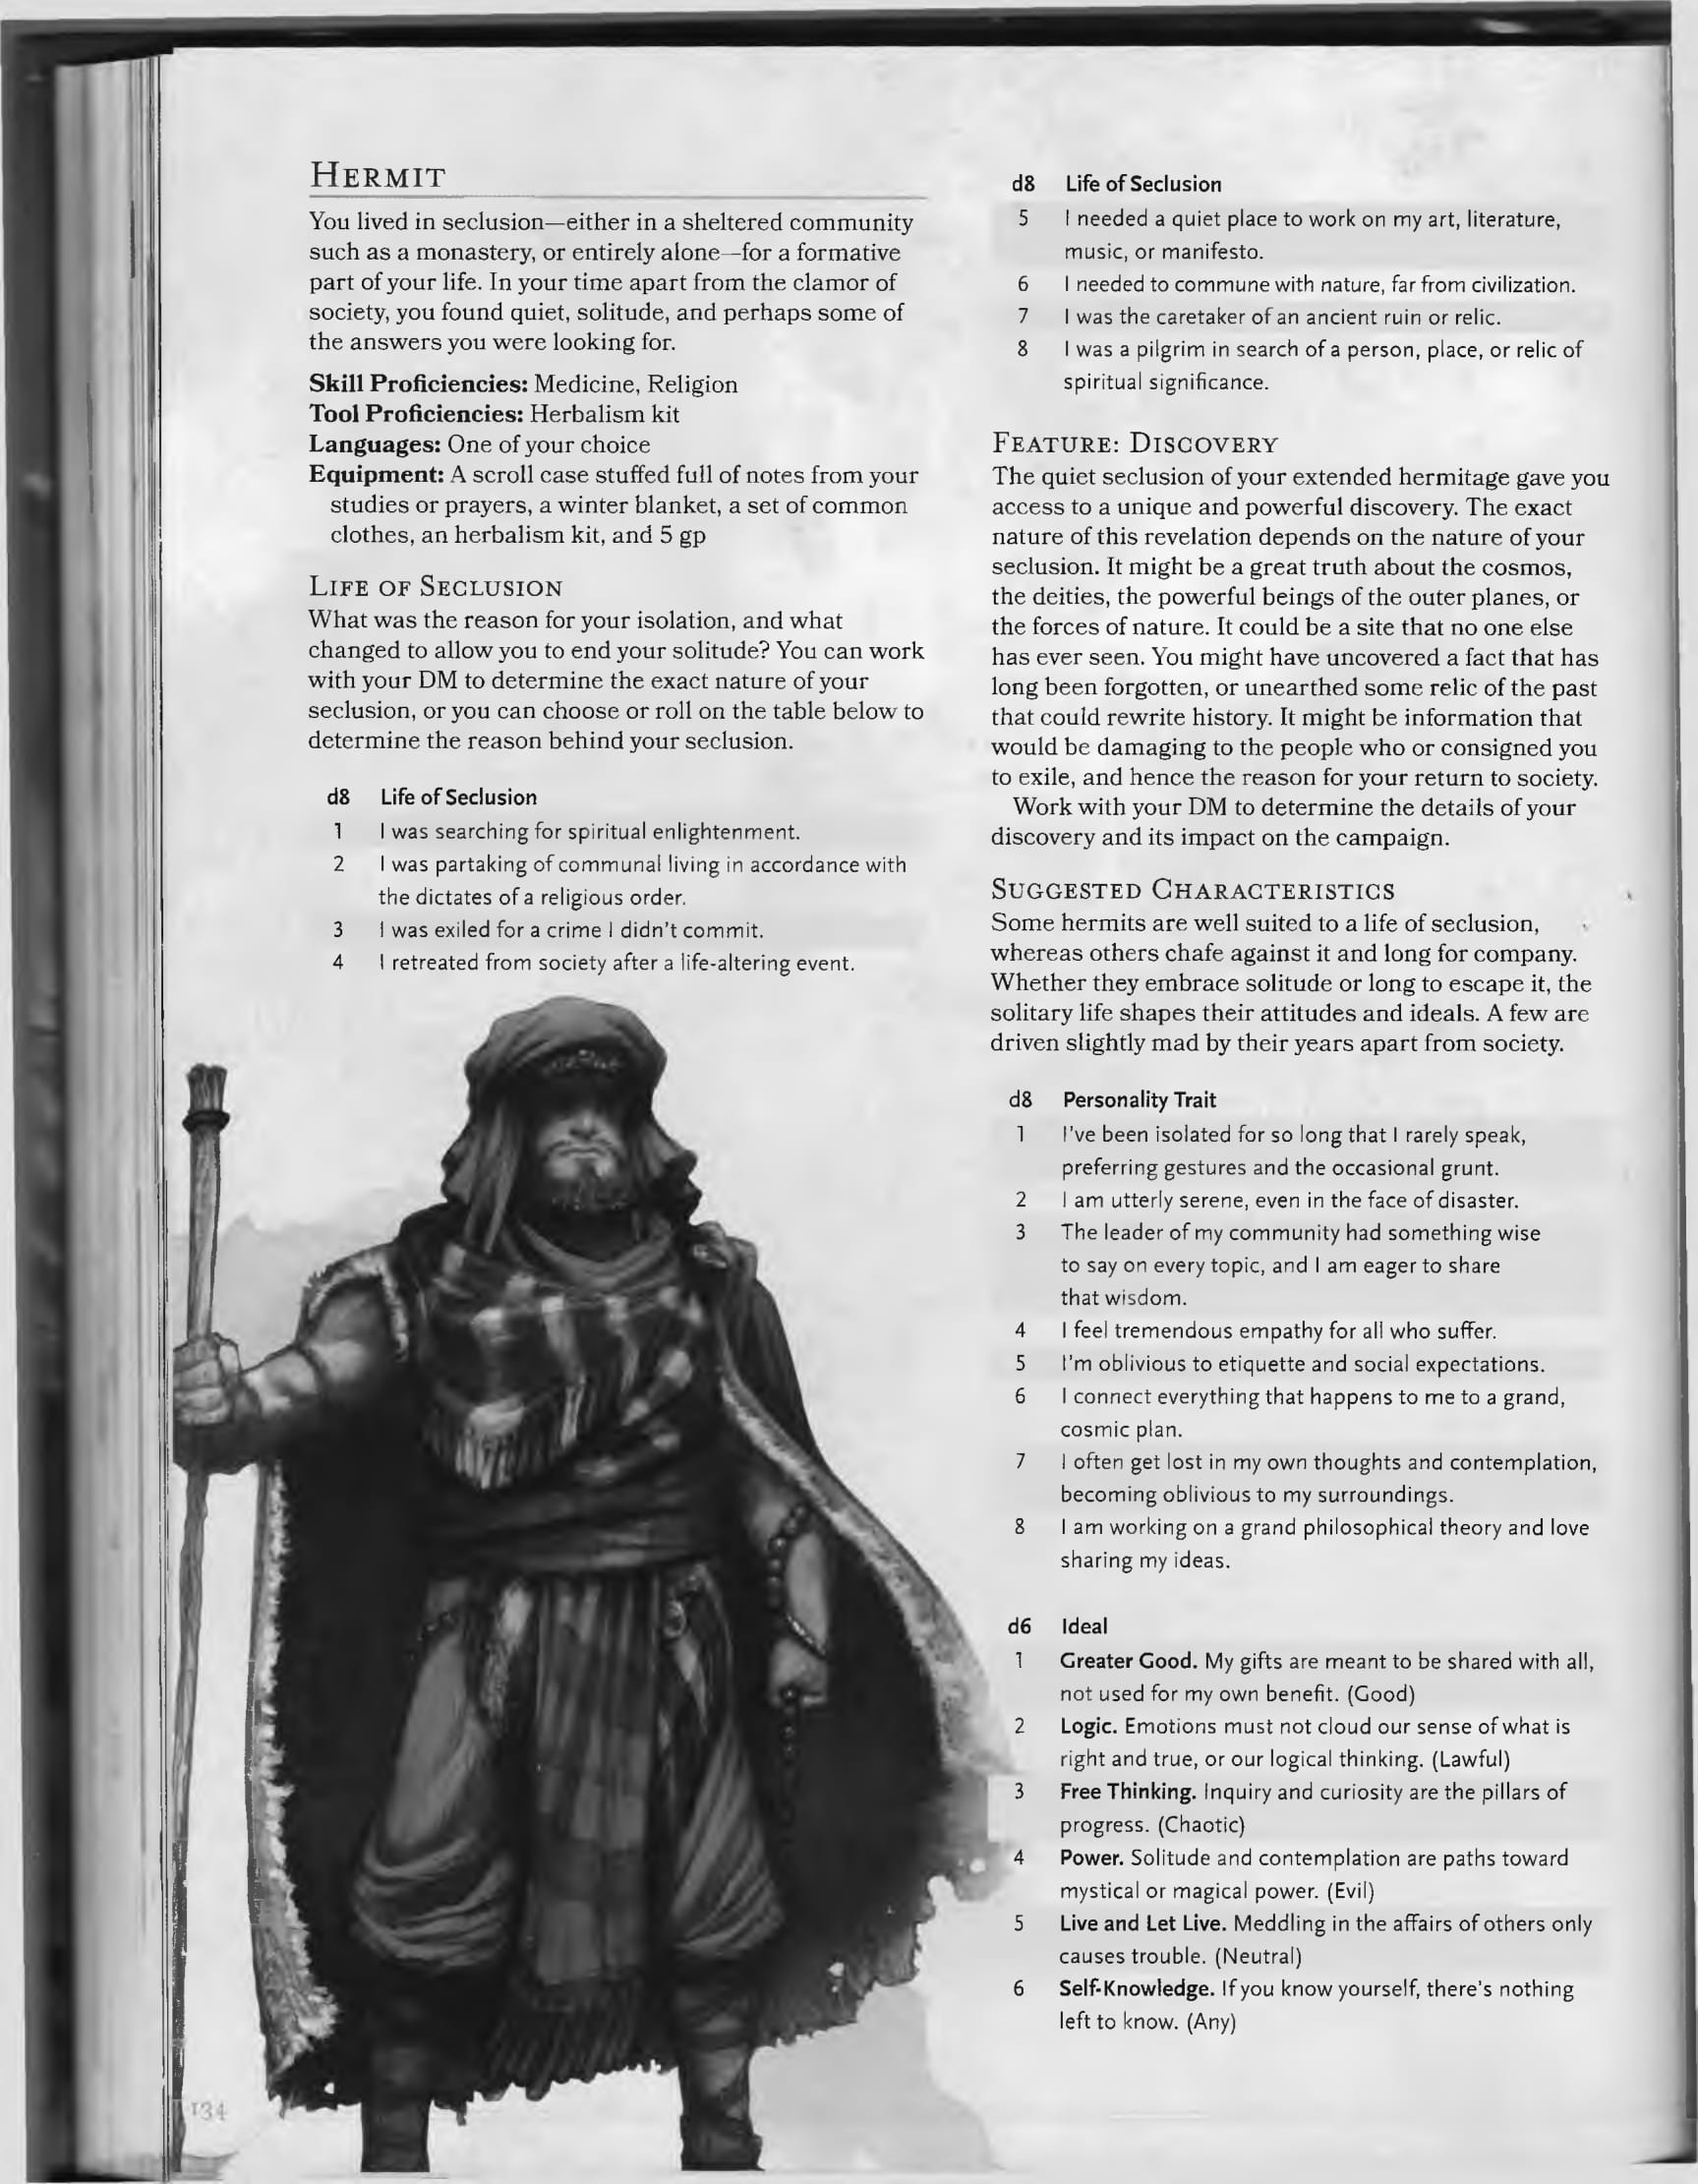 HERMIT
You lived in seclusion—either in a sheltered community
such as a monastery, or entirely alone—for a formative
part of your life. In your time apart from the clamor of
society, you found quiet, solitude, and perhaps some of
the answers you were looking for.
Skill Proficiencies: Medicine, Religion
Tool Proficiencies: Herbalism kit
Languages: One of your choice
Equipment: A scroll case stuffed full of notes from your
studies or prayers, a winter blanket, a set of common
clothes, an herbalism kit, and 5 gp
LIFE OF SECLUSION
What was the reason for your isolation, and what
changed to allow you to end your solitude? You can work
with your DM to determine the exact nature of your
seclusion, or you can choose or roll on the table below to
determine the reason behind your seclusion.
d8 Life of Seclusion
1 I was searching for spiritual enlightenment.
2 I was partaking of communal living in accordance with
the dictates of a religious order.
3 I was exiled for a crime I didn't commit.
4 I retreated from society after a life-altering event.
134
d8 Life of Seclusion
5 I needed a quiet place to work on my art, literature,
music, or manifesto.
6 I needed to commune with nature, far from civilization.
7 I was the caretaker of an ancient ruin or relic.
8 I was a pilgrim in search of a person, place, or relic of
spiritual significance.
FEATURE: DISCOVERY
The quiet seclusion of your extended hermitage gave you
access to a unique and powerful discovery. The exact
nature of this revelation depends on the nature of your
seclusion. It might be a great truth about the cosmos,
the deities, the powerful beings of the outer planes, or
the forces of nature. It could be a site that no one else
has ever seen. You might have uncovered a fact that has
long been forgotten, or unearthed some relic of the past
that could rewrite history. It might be information that
would be damaging to the people who or consigned you
to exile, and hence the reason for your return to society.
Work with your DM to determine the details of your
discovery and its impact on the campaign.
SUGGESTED CHARACTERISTICS
Some hermits are well suited to a life of seclusion,
whereas others chafe against it and long for company.
Whether they embrace solitude or long to escape it, the
solitary life shapes their attitudes and ideals. A few are
driven slightly mad by their years apart from society.
d8 Personality Trait
1 I've been isolated for so long that I rarely speak,
preferring gestures and the occasional grunt.
2 I am utterly serene, even in the face of disaster.
3 The leader of my community had something wise
to say on every topic, and I am eager to share
that wisdom.
4 I feel tremendous empathy for all who suffer.
5 I'm oblivious to etiquette and social expectations.
6 I connect everything that happens to me to a grand,
cosmic plan.
7 I often get lost in my own thoughts and contemplation,
becoming oblivious to my surroundings.
8 I am working on a grand philosophical theory and love
sharing my ideas.
d6 Ideal
1 Greater Good. My gifts are meant to be shared with all,
not used for my own benefit. (Good)
2 Logic. Emotions must not cloud our sense of what is
right and true, or our logical thinking. (Lawful)
3 Free Thinking. Inquiry and curiosity are the pillars of
progress. (Chaotic)
4 Power. Solitude and contemplation are paths toward
mystical or magical power. (Evil)
5 Live and Let Live. Meddling in the affairs of others only
causes trouble. (Neutral)
6 Self-Knowledge. If you know yourself, there's nothing
left to know. (Any)